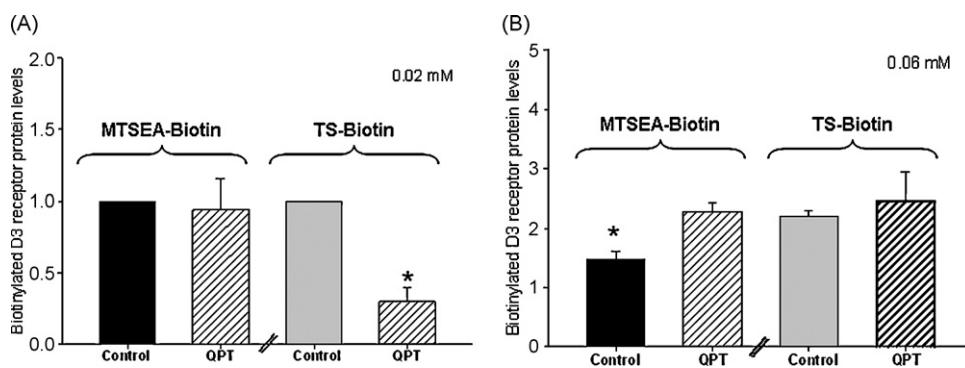 (A)
Biotinylated D3 receptor protein levels
2.0
1.5
1.0
0.5
0.0
0.02 mM
MTSEA-Biotin
TS-Biotin
*
Control
QPT
Control
QPT
(B)
Biotinylated D3 receptor protein levels
5
4
3
2
1
0
0.06 mM
MTSEA-Biotin
TS-Biotin
*
Control
QPT
Control
QPT